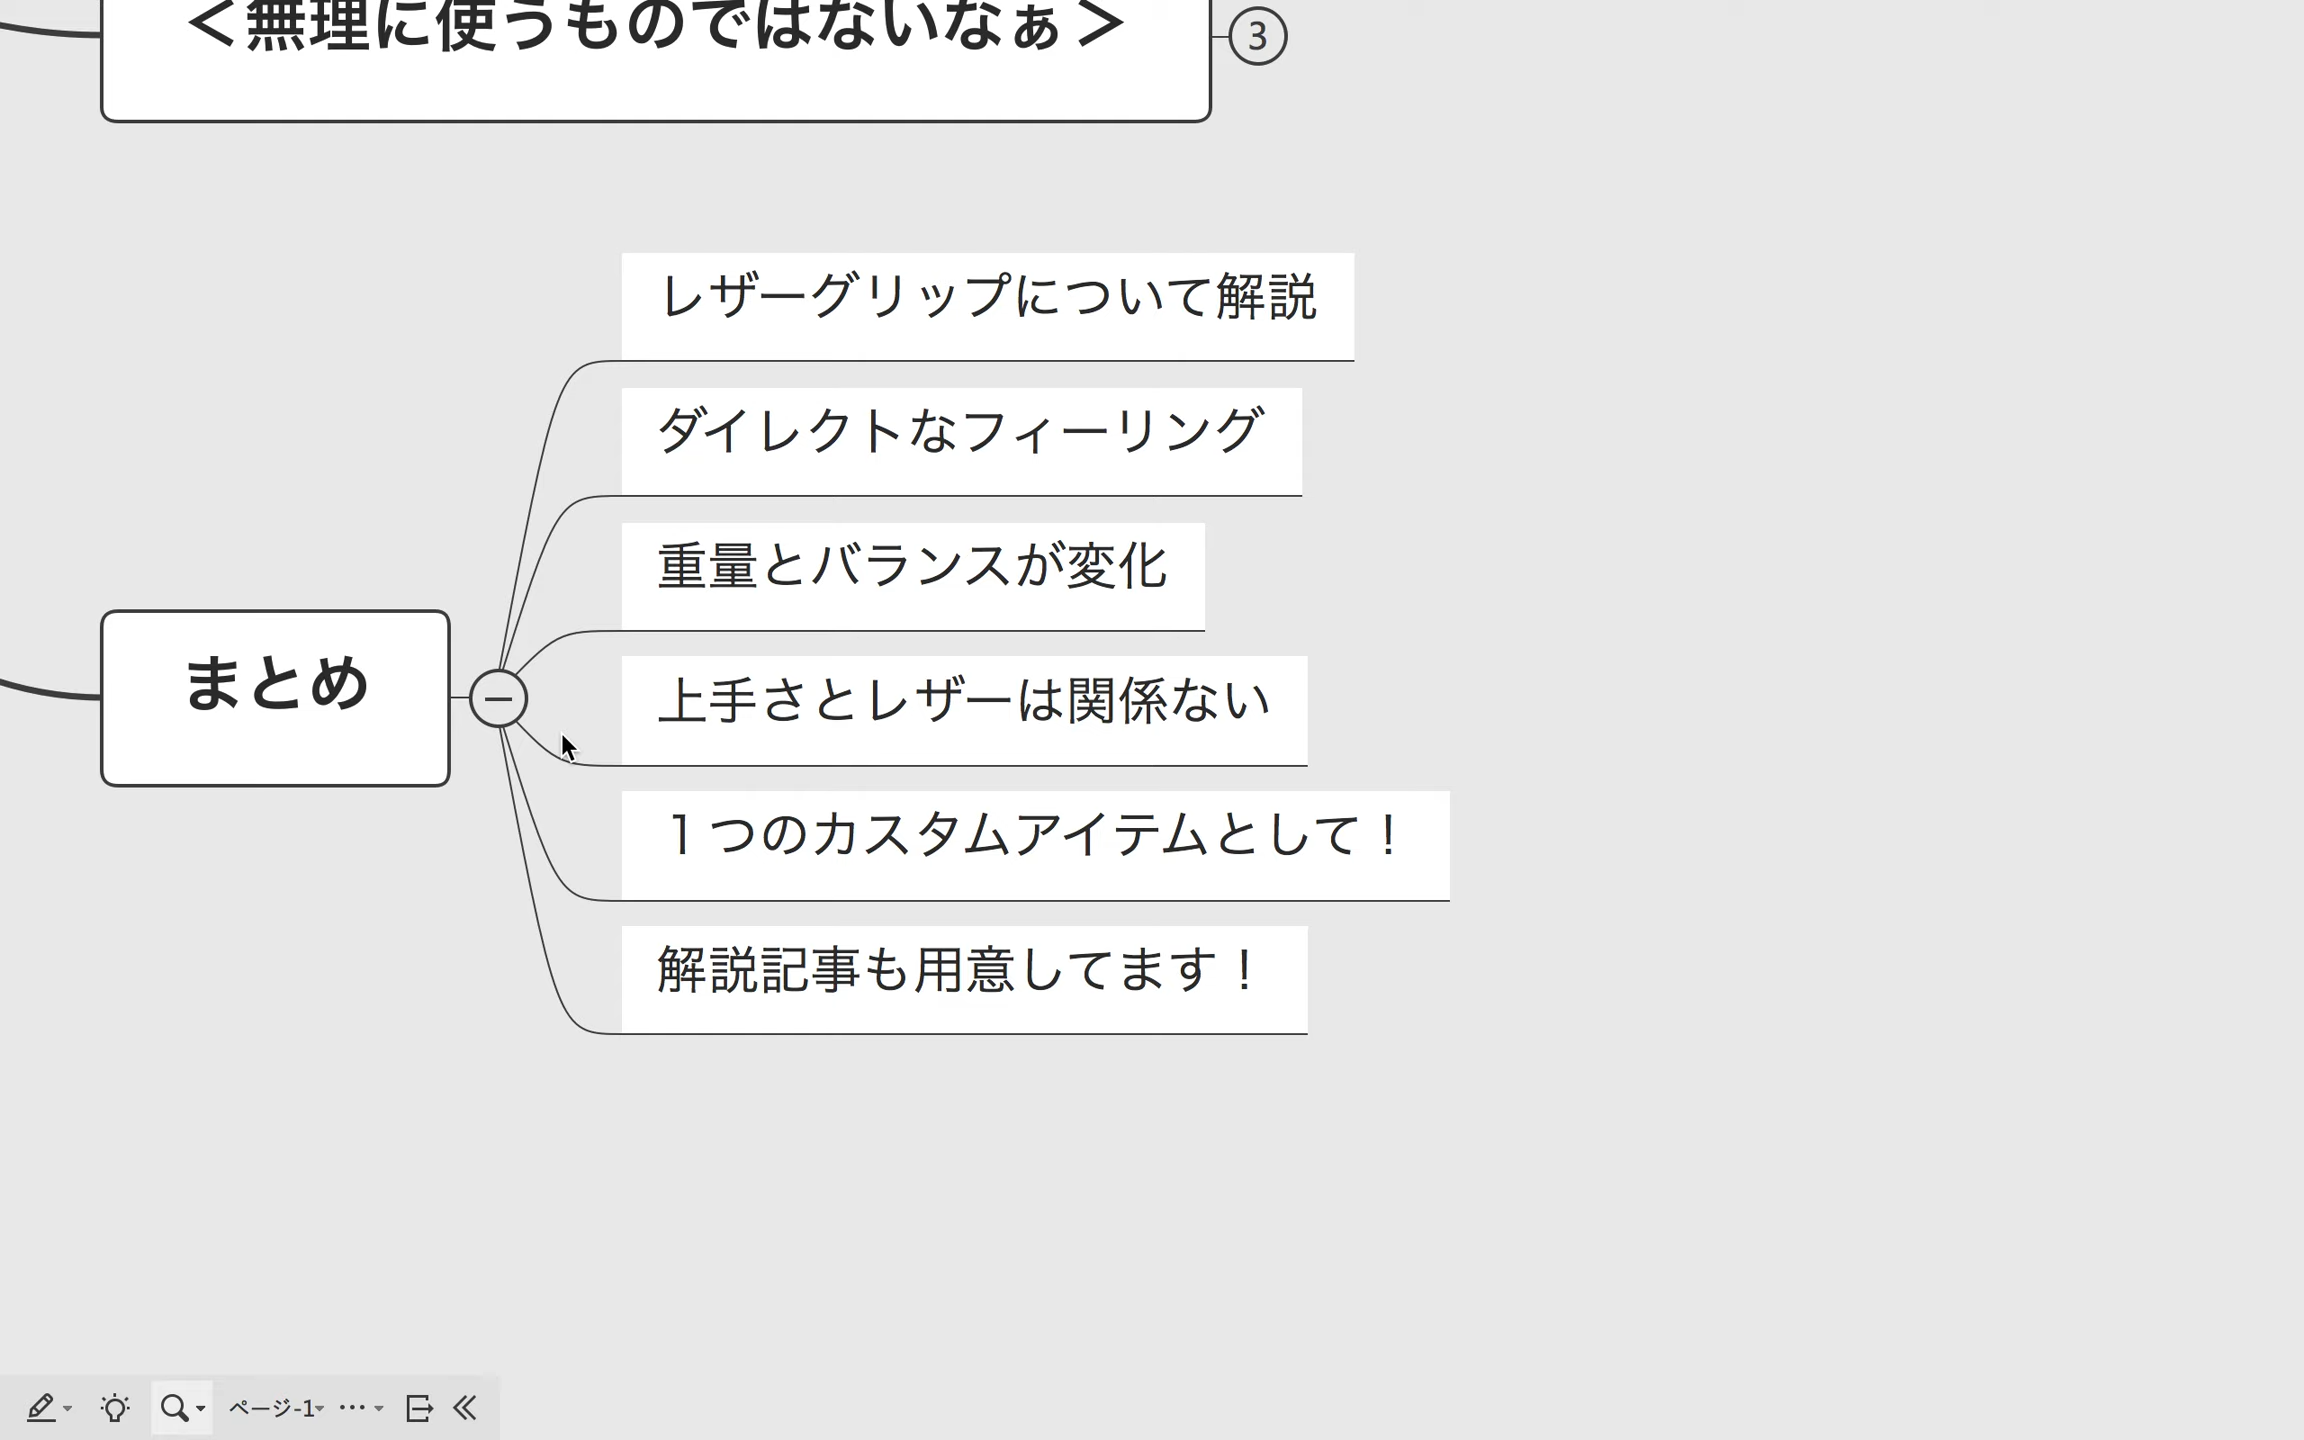 ＜無理に使うものではないなぁ＞
3
レザーグリップについて解説
ダイレクトなフィーリング
重量とバランスが変化
まとめ
上手さとレザーは関係ない
１つのカスタムアイテムとして！
解説記事も用意してます！
ページ-1